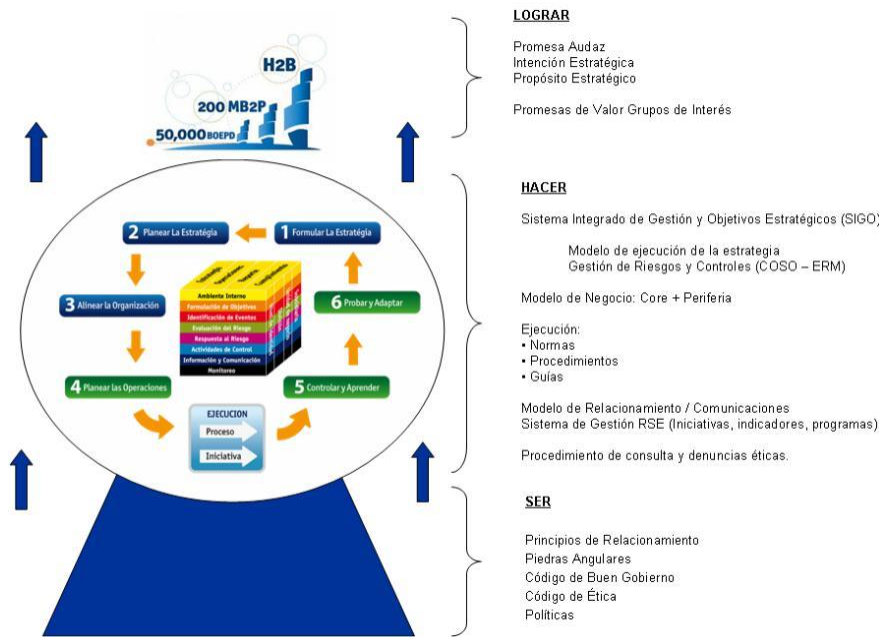 H2B
200 MB2P
50,000 BOEPD
2 Planear La Estratégia
1 Formular La Estratégia
3 Alinear la Organización
6 Probar y Adaptar
4 Planear las Operaciones
5 Controlar y Aprender
Ambiente Interno
Formulación de Objetivos
Identificación de Eventos
Evaluación del Riesgo
Respuesta al Riesgo
Actividades de Control
Información y Comunicación
Monitoreo
EJECUCION
Proceso
Iniciativa
LOGRAR
Promesa Audaz
Intención Estratégica
Propósito Estratégico
Promesas de Valor Grupos de Interés
HACER
Sistema Integrado de Gestión y Objetivos Estratégicos (SIGO)
Modelo de ejecución de la estrategia
Gestión de Riesgos y Controles (COSO – ERM)
Modelo de Negocio: Core + Periferia
Ejecución:
• Normas
• Procedimientos
• Guías
Modelo de Relacionamiento / Comunicaciones
Sistema de Gestión RSE (Iniciativas, indicadores, programas)
Procedimiento de consulta y denuncias éticas.
SER
Principios de Relacionamiento
Piedras Angulares
Código de Buen Gobierno
Código de Ética
Políticas